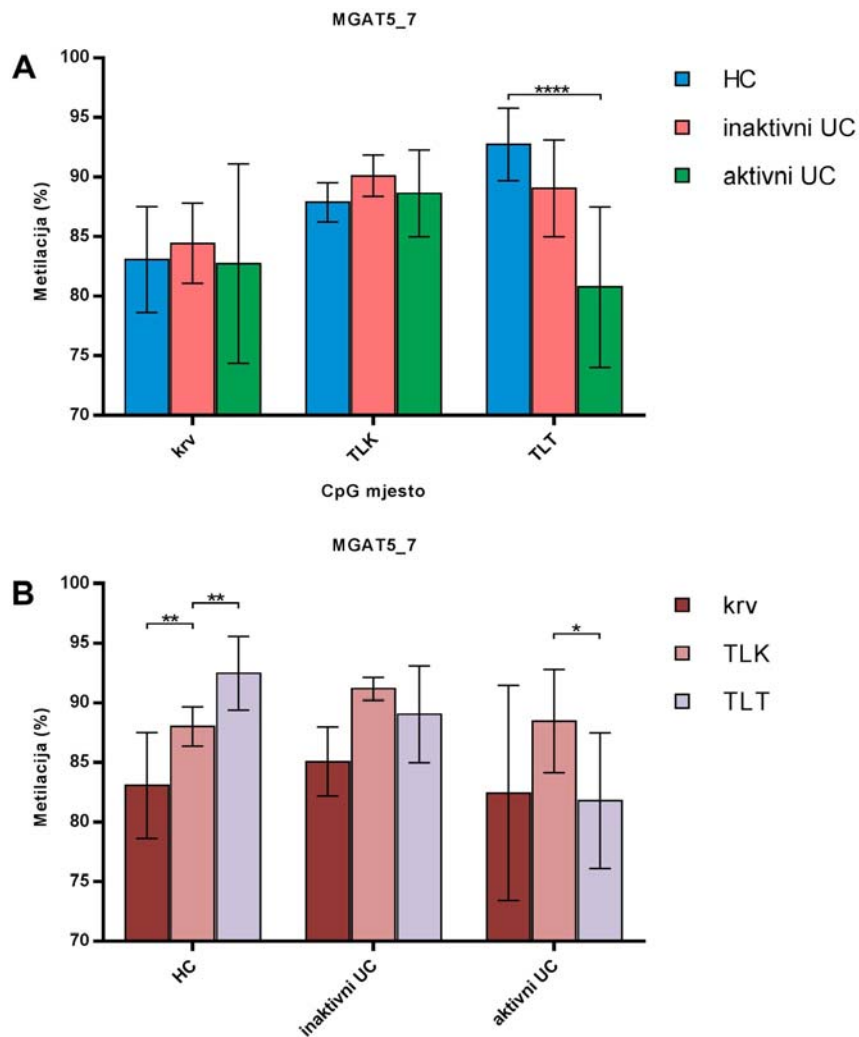 MGAT5_7
A
100
95
90
85
80
75
70
Metilacija (%)
****
krv
TLK
TLT
CpG mjesto
HC
inaktivni UC
aktivni UC
MGAT5_7
B
100
95
90
85
80
75
70
Metilacija (%)
**
**
*
HC
inaktivni UC
aktivni UC
krv
TLK
TLT